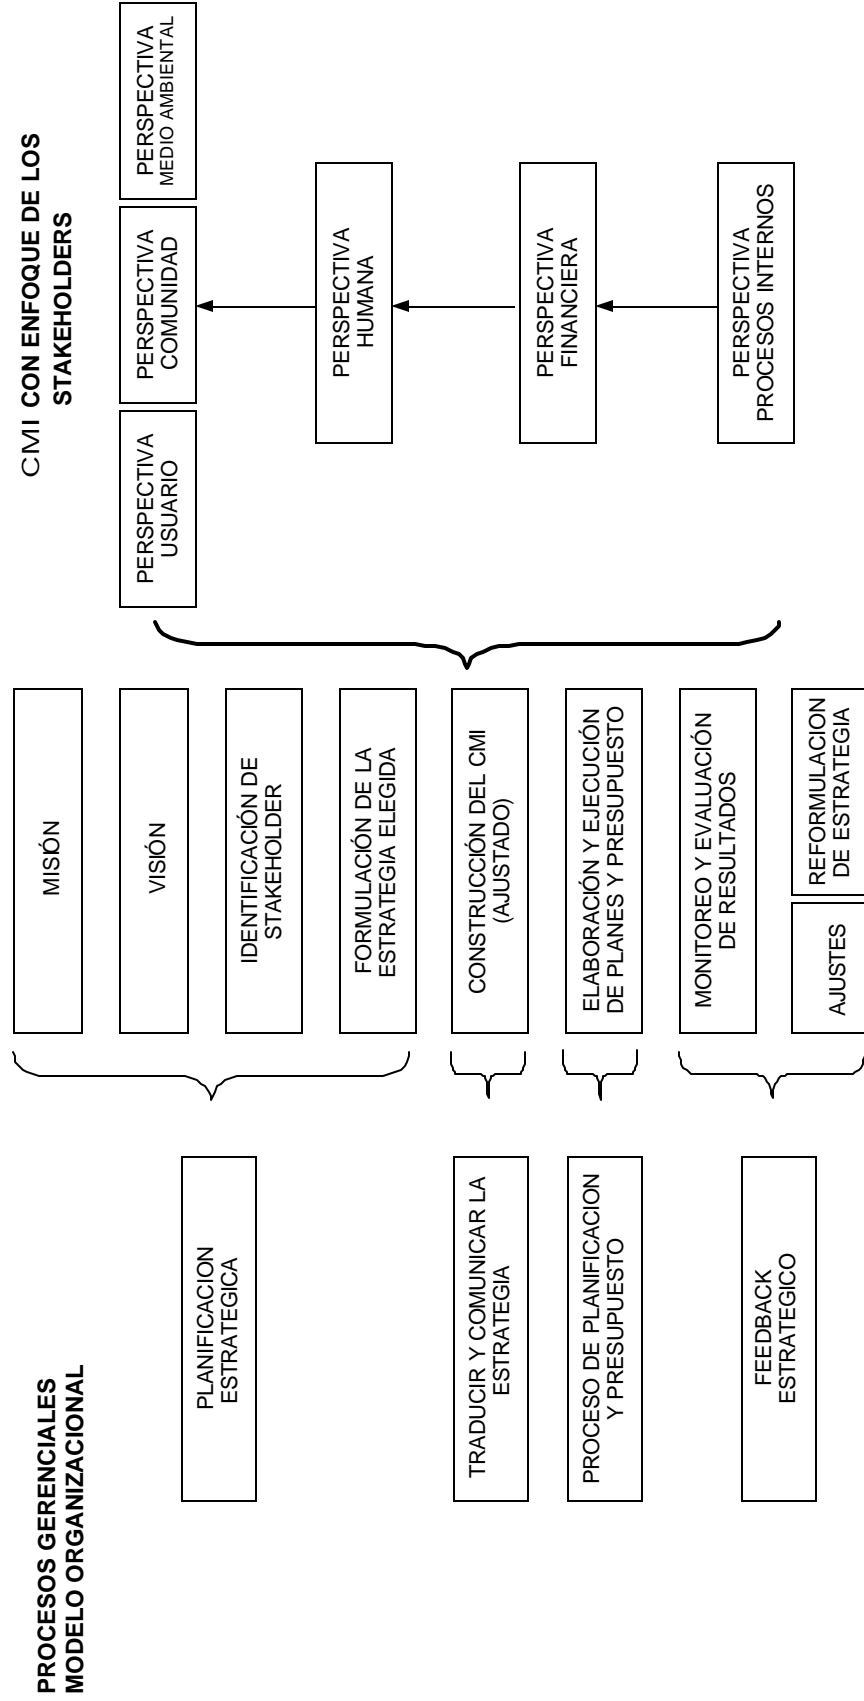 PROCESOS GERENCIALES
MODELO ORGANIZACIONAL
PLANIFICACION
ESTRATEGICA
TRADUCIR Y COMUNICAR LA
ESTRATEGIA
PROCESO DE PLANIFICACION
Y PRESUPUESTO
FEEDBACK
ESTRATEGICO
MISIÓN
VISIÓN
IDENTIFICACIÓN DE
STAKEHOLDER
FORMULACIÓN DE LA
ESTRATEGIA ELEGIDA
CONSTRUCCIÓN DEL CMI
(AJUSTADO)
ELABORACIÓN Y EJECUCIÓN
DE PLANES Y PRESUPUESTO
MONITOREO Y EVALUACIÓN
DE RESULTADOS
AJUSTES
REFORMULACION
DE ESTRATEGIA
CMI CON ENFOQUE DE LOS
STAKEHOLDERS
PERSPECTIVA
USUARIO
PERSPECTIVA
COMUNIDAD
PERSPECTIVA
MEDIO AMBIENTAL
PERSPECTIVA
HUMANA
PERSPECTIVA
FINANCIERA
PERSPECTIVA
PROCESOS INTERNOS